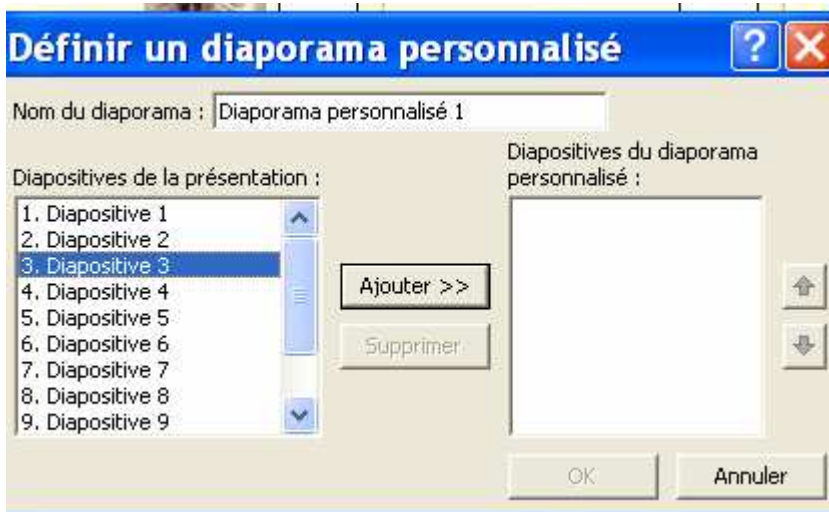 Définir un diaporama personnalisé
Nom du diaporama : Diaporama personnalisé 1
Diapositives de la présentation :
1. Diapositive 1
2. Diapositive 2
3. Diapositive 3
4. Diapositive 4
5. Diapositive 5
6. Diapositive 6
7. Diapositive 7
8. Diapositive 8
9. Diapositive 9
Ajouter >>
Supprimer
Diapositives du diaporama
personnalisé :
OK
Annuler